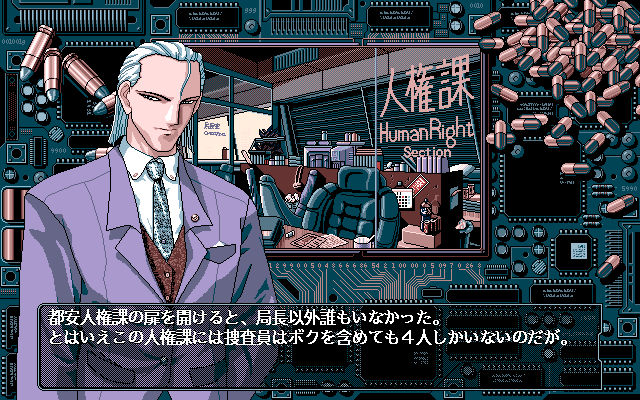 人権課
Human Right
Section
都安人権課の扉を開けると、局長以外誰もいなかった。
とはいえこの人権課には捜査員はボクを含めても４人しかいないのだが。